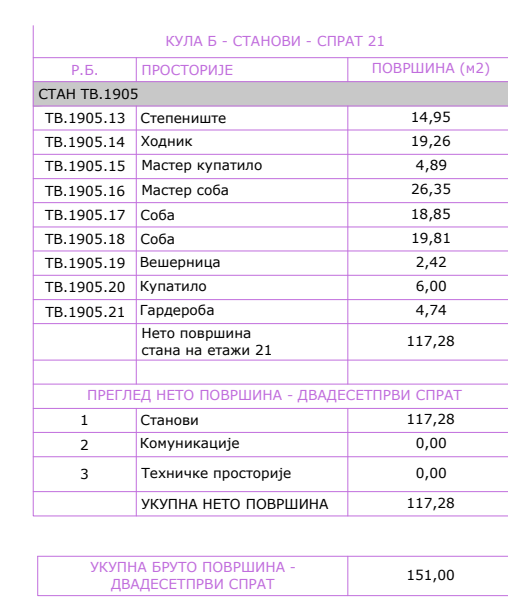 КУЛА Б - СТАНОВИ - СПРАТ 21
Р.Б. ПРОСТОРИЈЕ ПОВРШИНА (м2)
СТАН ТВ.1905
ТВ.1905.13 Степениште 14,95
ТВ.1905.14 Ходник 19,26
ТВ.1905.15 Мастер купатило 4,89
ТВ.1905.16 Мастер соба 26,35
ТВ.1905.17 Соба 18,85
ТВ.1905.18 Соба 19,81
ТВ.1905.19 Вешерница 2,42
ТВ.1905.20 Купатило 6,00
ТВ.1905.21 Гардероба 4,74
Нето површина
стана на етажи 21 117,28
ПРЕГЛЕД НЕТО ПОВРШИНА - ДВАДЕСЕТПРВИ СПРАТ
1 Станови 117,28
2 Комуникације 0,00
3 Техничке просторије 0,00
УКУПНА НЕТО ПОВРШИНА 117,28
УКУПНА БРУТО ПОВРШИНА -
ДВАДЕСЕТПРВИ СПРАТ 151,00